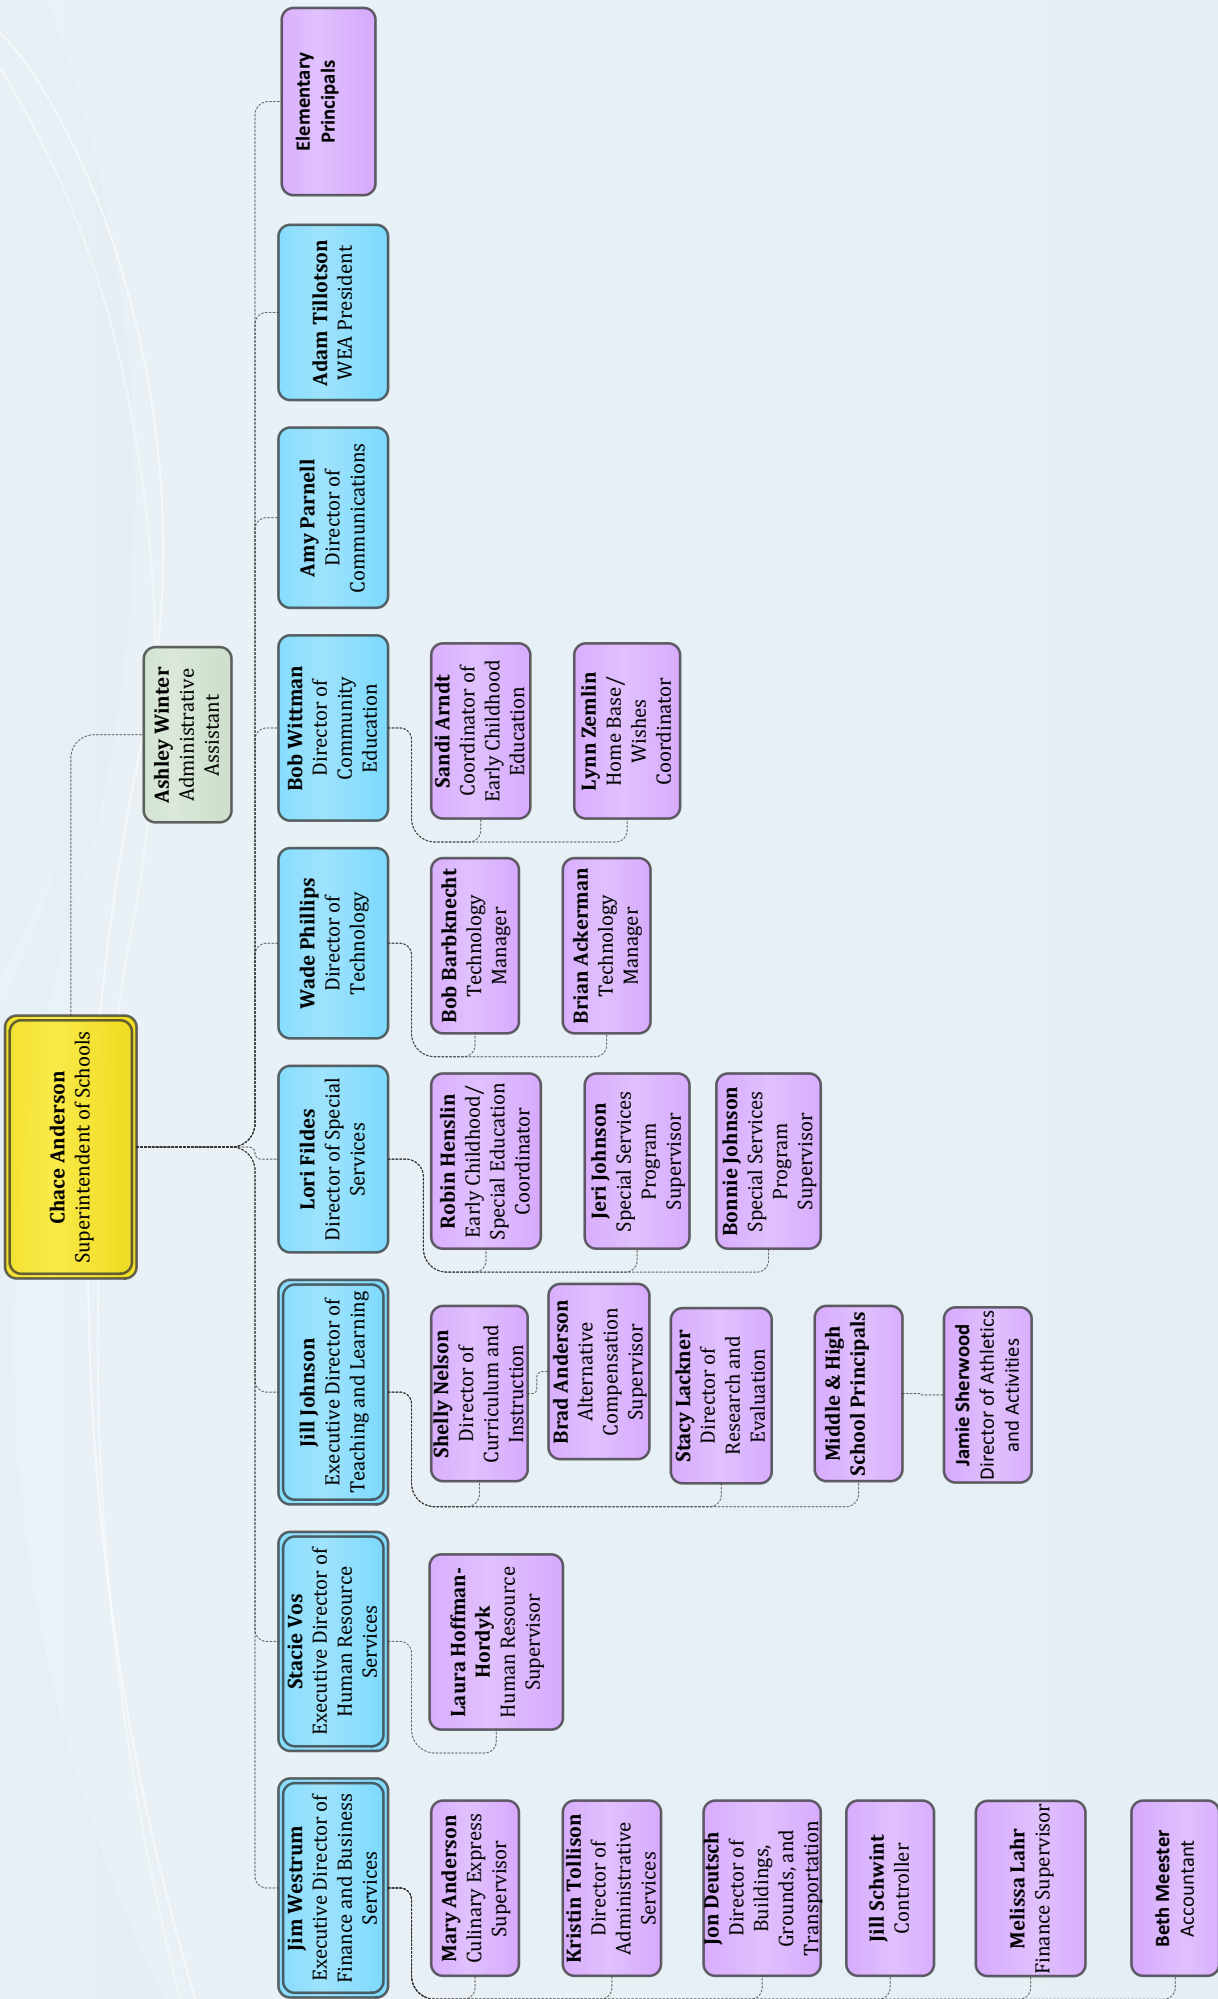 Chace Anderson
Superintendent of Schools
Ashley Winter
Administrative
Assistant
Jim Westrum
Executive Director of
Finance and Business
Services
Mary Anderson
Culinary Express
Supervisor
Kristin Tollison
Director of
Administrative
Services
Jon Deutsch
Director of
Buildings,
Grounds, and
Transportation
Jill Schwint
Controller
Melissa Lahr
Finance Supervisor
Beth Meester
Accountant
Stacie Vos
Executive Director of
Human Resource
Services
Laura Hoffman-
Hordyk
Human Resource
Supervisor
Jill Johnson
Executive Director of
Teaching and Learning
Shelly Nelson
Director of
Curriculum and
Instruction
Brad Anderson
Alternative
Compensation
Supervisor
Stacy Lackner
Director of
Research and
Evaluation
Middle & High
School Principals
Jamie Sherwood
Director of Athletics
and Activities
Lori Fildes
Director of Special
Services
Robin Henslin
Early Childhood/
Special Education
Coordinator
Jeri Johnson
Special Services
Program
Supervisor
Bonnie Johnson
Special Services
Program
Supervisor
Wade Phillips
Director of
Technology
Bob Barbknecht
Technology
Manager
Brian Ackerman
Technology
Manager
Bob Wittman
Director of
Community
Education
Sandi Arndt
Coordinator of
Early Childhood
Education
Lynn Zemlin
Home Base/
Wishes
Coordinator
Amy Parnell
Director of
Communications
Adam Tillotson
WEA President
Elementary
Principals